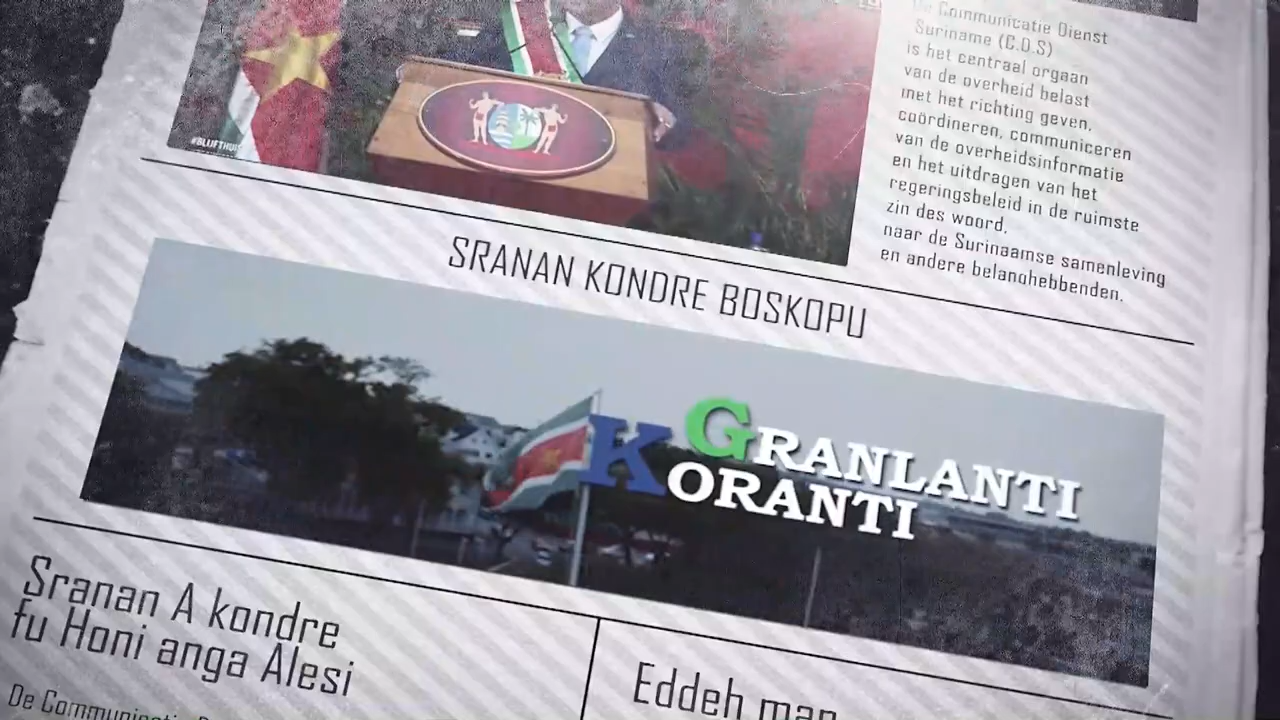 De Communicatie Dienst
Suriname (C.D.S)
is het centraal orgaan
van de overheid belast
met het richting geven,
coördineren, communiceren
van de overheidsinformatie
en het uitdragen van het
regeringsbeleid in de ruimste
zin des woord,
naar de Surinaamse samenleving
en andere belanghebbenden.
SRANAN KONDRE BOSKOPU
GRANLANTI
KORANTI
Sranan A kondre
fu Honi anga Alesi
De
Eddeh man